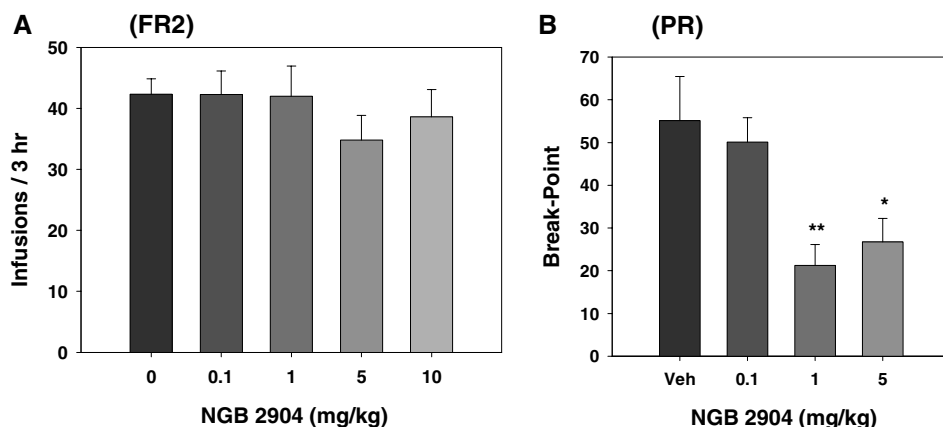 A (FR2)
Infusions / 3 hr
50
40
30
20
10
0
0 0.1 1 5 10
NGB 2904 (mg/kg)
B (PR)
Break-Point
70
60
50
40
30
20
10
0
**
*
Veh 0.1 1 5
NGB 2904 (mg/kg)